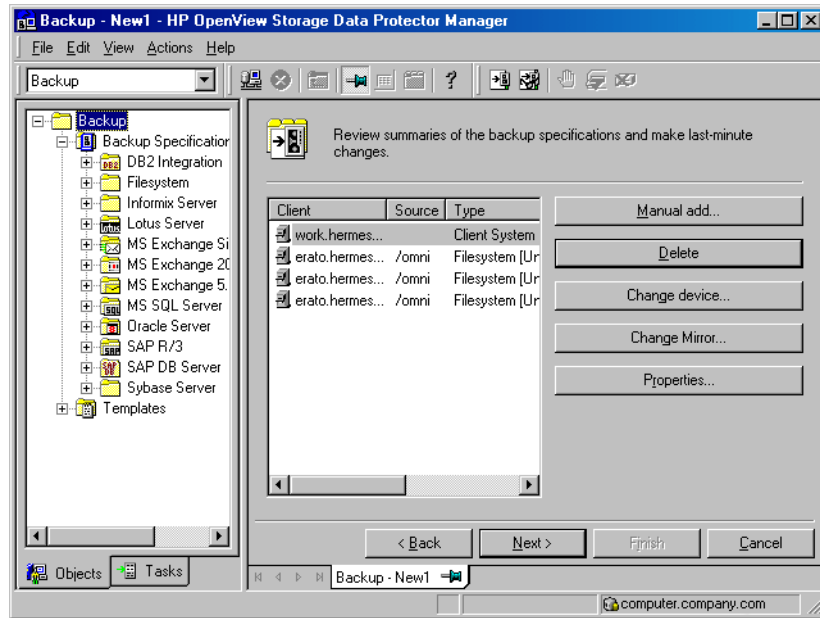 Backup - New1 - HP OpenView Storage Data Protector Manager
File Edit View Actions Help
Backup
Backup
Backup Specification
DB2 Integration
Filesystem
Informix Server
Lotus Server
MS Exchange Si
MS Exchange 20
MS Exchange 5.
MS SQL Server
Oracle Server
SAP R/3
SAP DB Server
Sybase Server
Templates
Objects Tasks
Review summaries of the backup specifications and make last-minute
changes.
Client Source Type
work.hermes... Client System
erato.hermes... /omni Filesystem [Ur
erato.hermes... /omni Filesystem [Ur
erato.hermes... /omni Filesystem [Ur
Manual add...
Delete
Change device...
Change Mirror...
Properties...
< Back Next > Finish Cancel
Backup - New1
computer.company.com